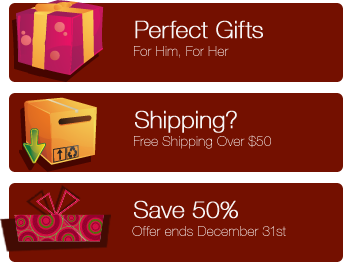 Perfect Gifts
For Him, For Her
Shipping?
Free Shipping Over $50
Save 50%
Offer ends December 31st